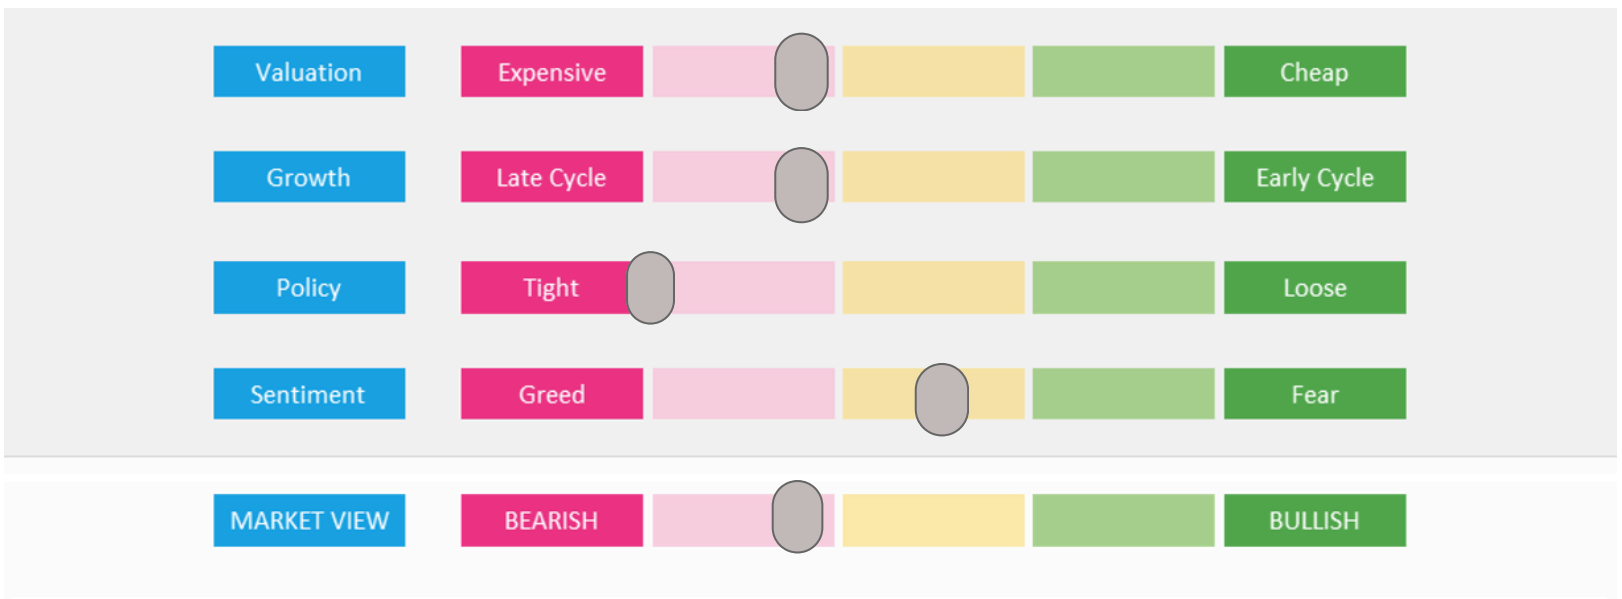 Valuation Expensive Cheap
Growth Late Cycle Early Cycle
Policy Tight Loose
Sentiment Greed Fear
MARKET VIEW BEARISH BULLISH